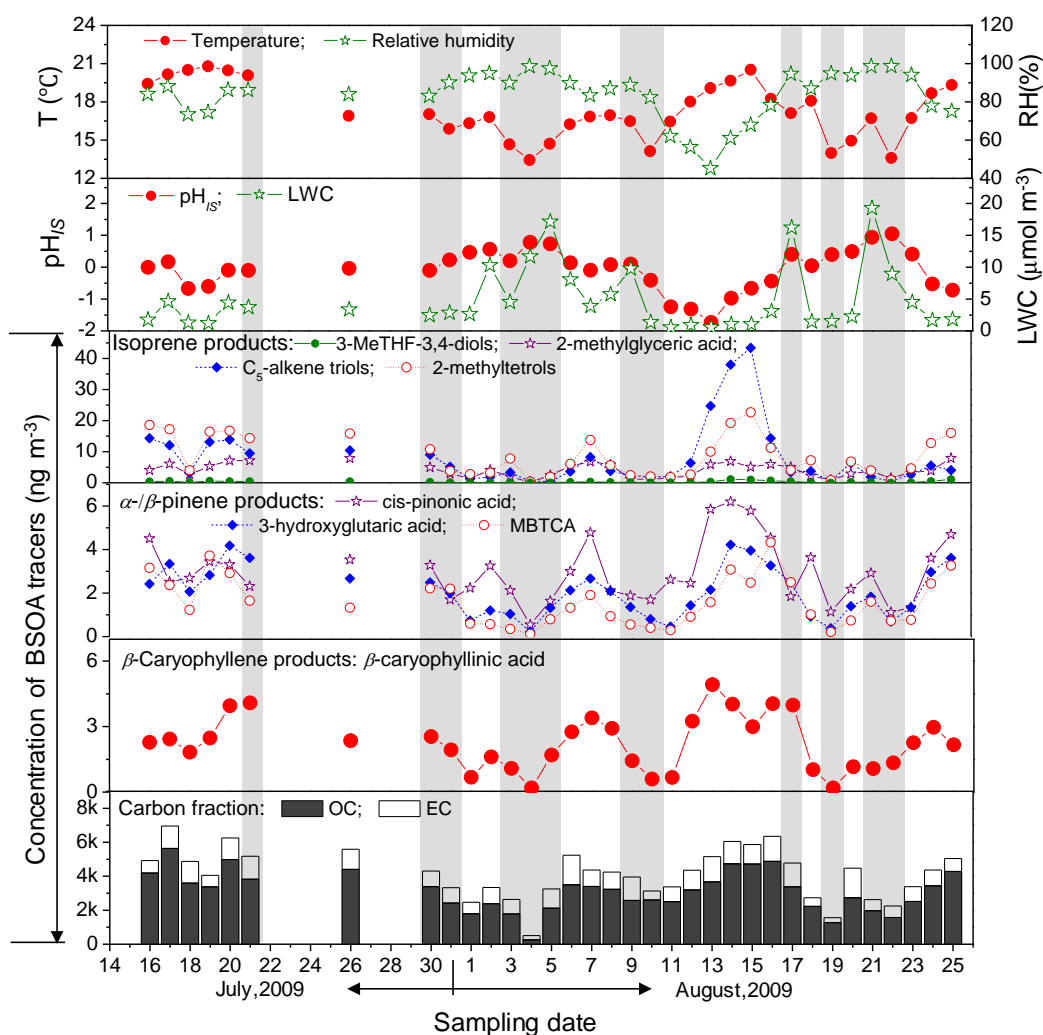 24
21
18
15
12
T (°C)
Temperature; Relative humidity
120
100
80
60
40
RH(%)
2
1
0
-1
-2
pH_IS
pH_IS; LWC
20
15
10
5
0
LWC (μmol m⁻³)
Concentration of BSOA tracers (ng m⁻³)
40
30
20
10
0
Isoprene products: 3-MeTHF-3,4-diols; 2-methylglyceric acid;
C₅-alkene triols; 2-methyltetrols
6
4
2
0
α-/β-pinene products: cis-pinonic acid;
3-hydroxyglutaric acid; MBTCA
6
3
0
β-Caryophyllene products: β-caryophyllinic acid
8k
6k
4k
2k
0
Carbon fraction: OC; EC
14 16 18 20 22 24 26 28 30 1 3 5 7 9 11 13 15 17 19 21 23 25
July,2009 August,2009
Sampling date